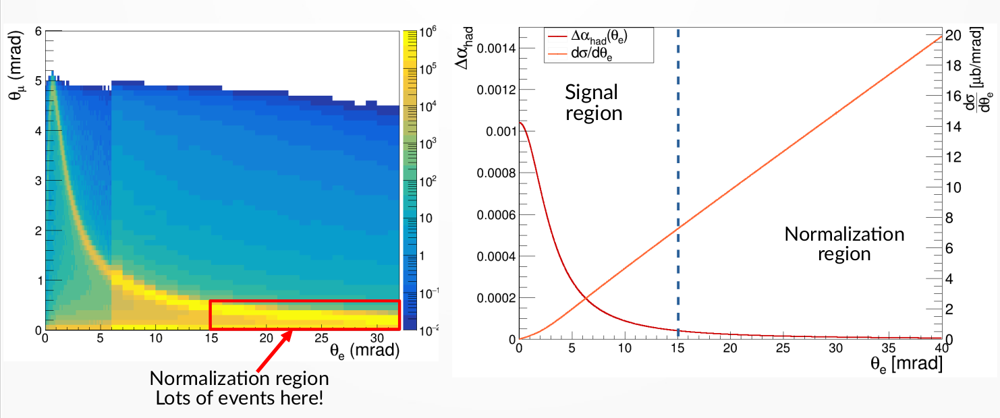 θμ (mrad)
6
5
4
3
2
1
0
0 5 10 15 20 25 30
θe (mrad)
10⁶
10⁵
10⁴
10³
10²
10
1
10⁻¹
10⁻²
Normalization region
Lots of events here!
Δαhad
0.0014
0.0012
0.001
0.0008
0.0006
0.0004
0.0002
0
Δαhad(θe)
dσ/dθe
Signal
region
Normalization
region
0 5 10 15 20 25 30 35 40
θe [mrad]
20
18
16
14
12
10
8
6
4
2
0
dσ/dθe [μb/mrad]